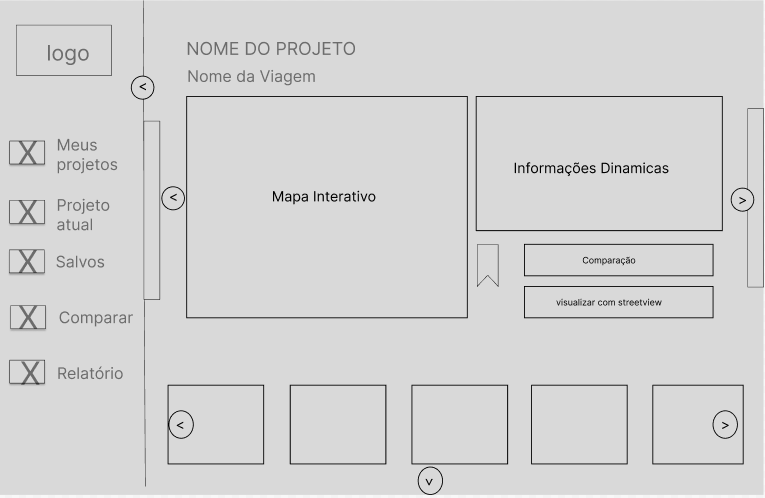 logo
NOME DO PROJETO
Nome da Viagem
<
Meus
projetos
Projeto
atual
Salvos
Comparar
Relatório
X
X
X
X
X
<
Mapa Interativo
Informações Dinamicas
>
Comparação
visualizar com streetview
<
>
v